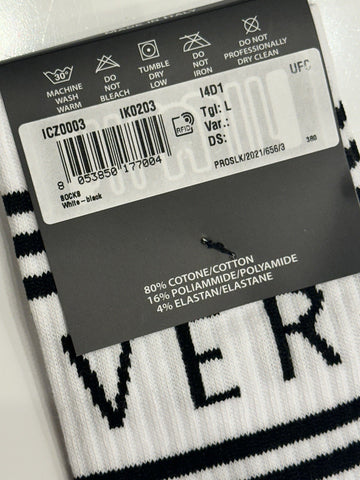 30°
MACHINE
WASH
WARM
DO
NOT
BLEACH
TUMBLE
DRY
LOW
DO
NOT
IRON
DO NOT
PROFESSIONALLY
DRY CLEAN
UFC
ICZ0003 IK0203 I4D1
Tgl: L
Var.:
DS:
RFID
8 053850 177004
SOCKS
White-black
PROSLK/2021/656/3 380
80% COTONE/COTTON
16% POLIAMMIDE/POLYAMIDE
4% ELASTAN/ELASTANE
VER